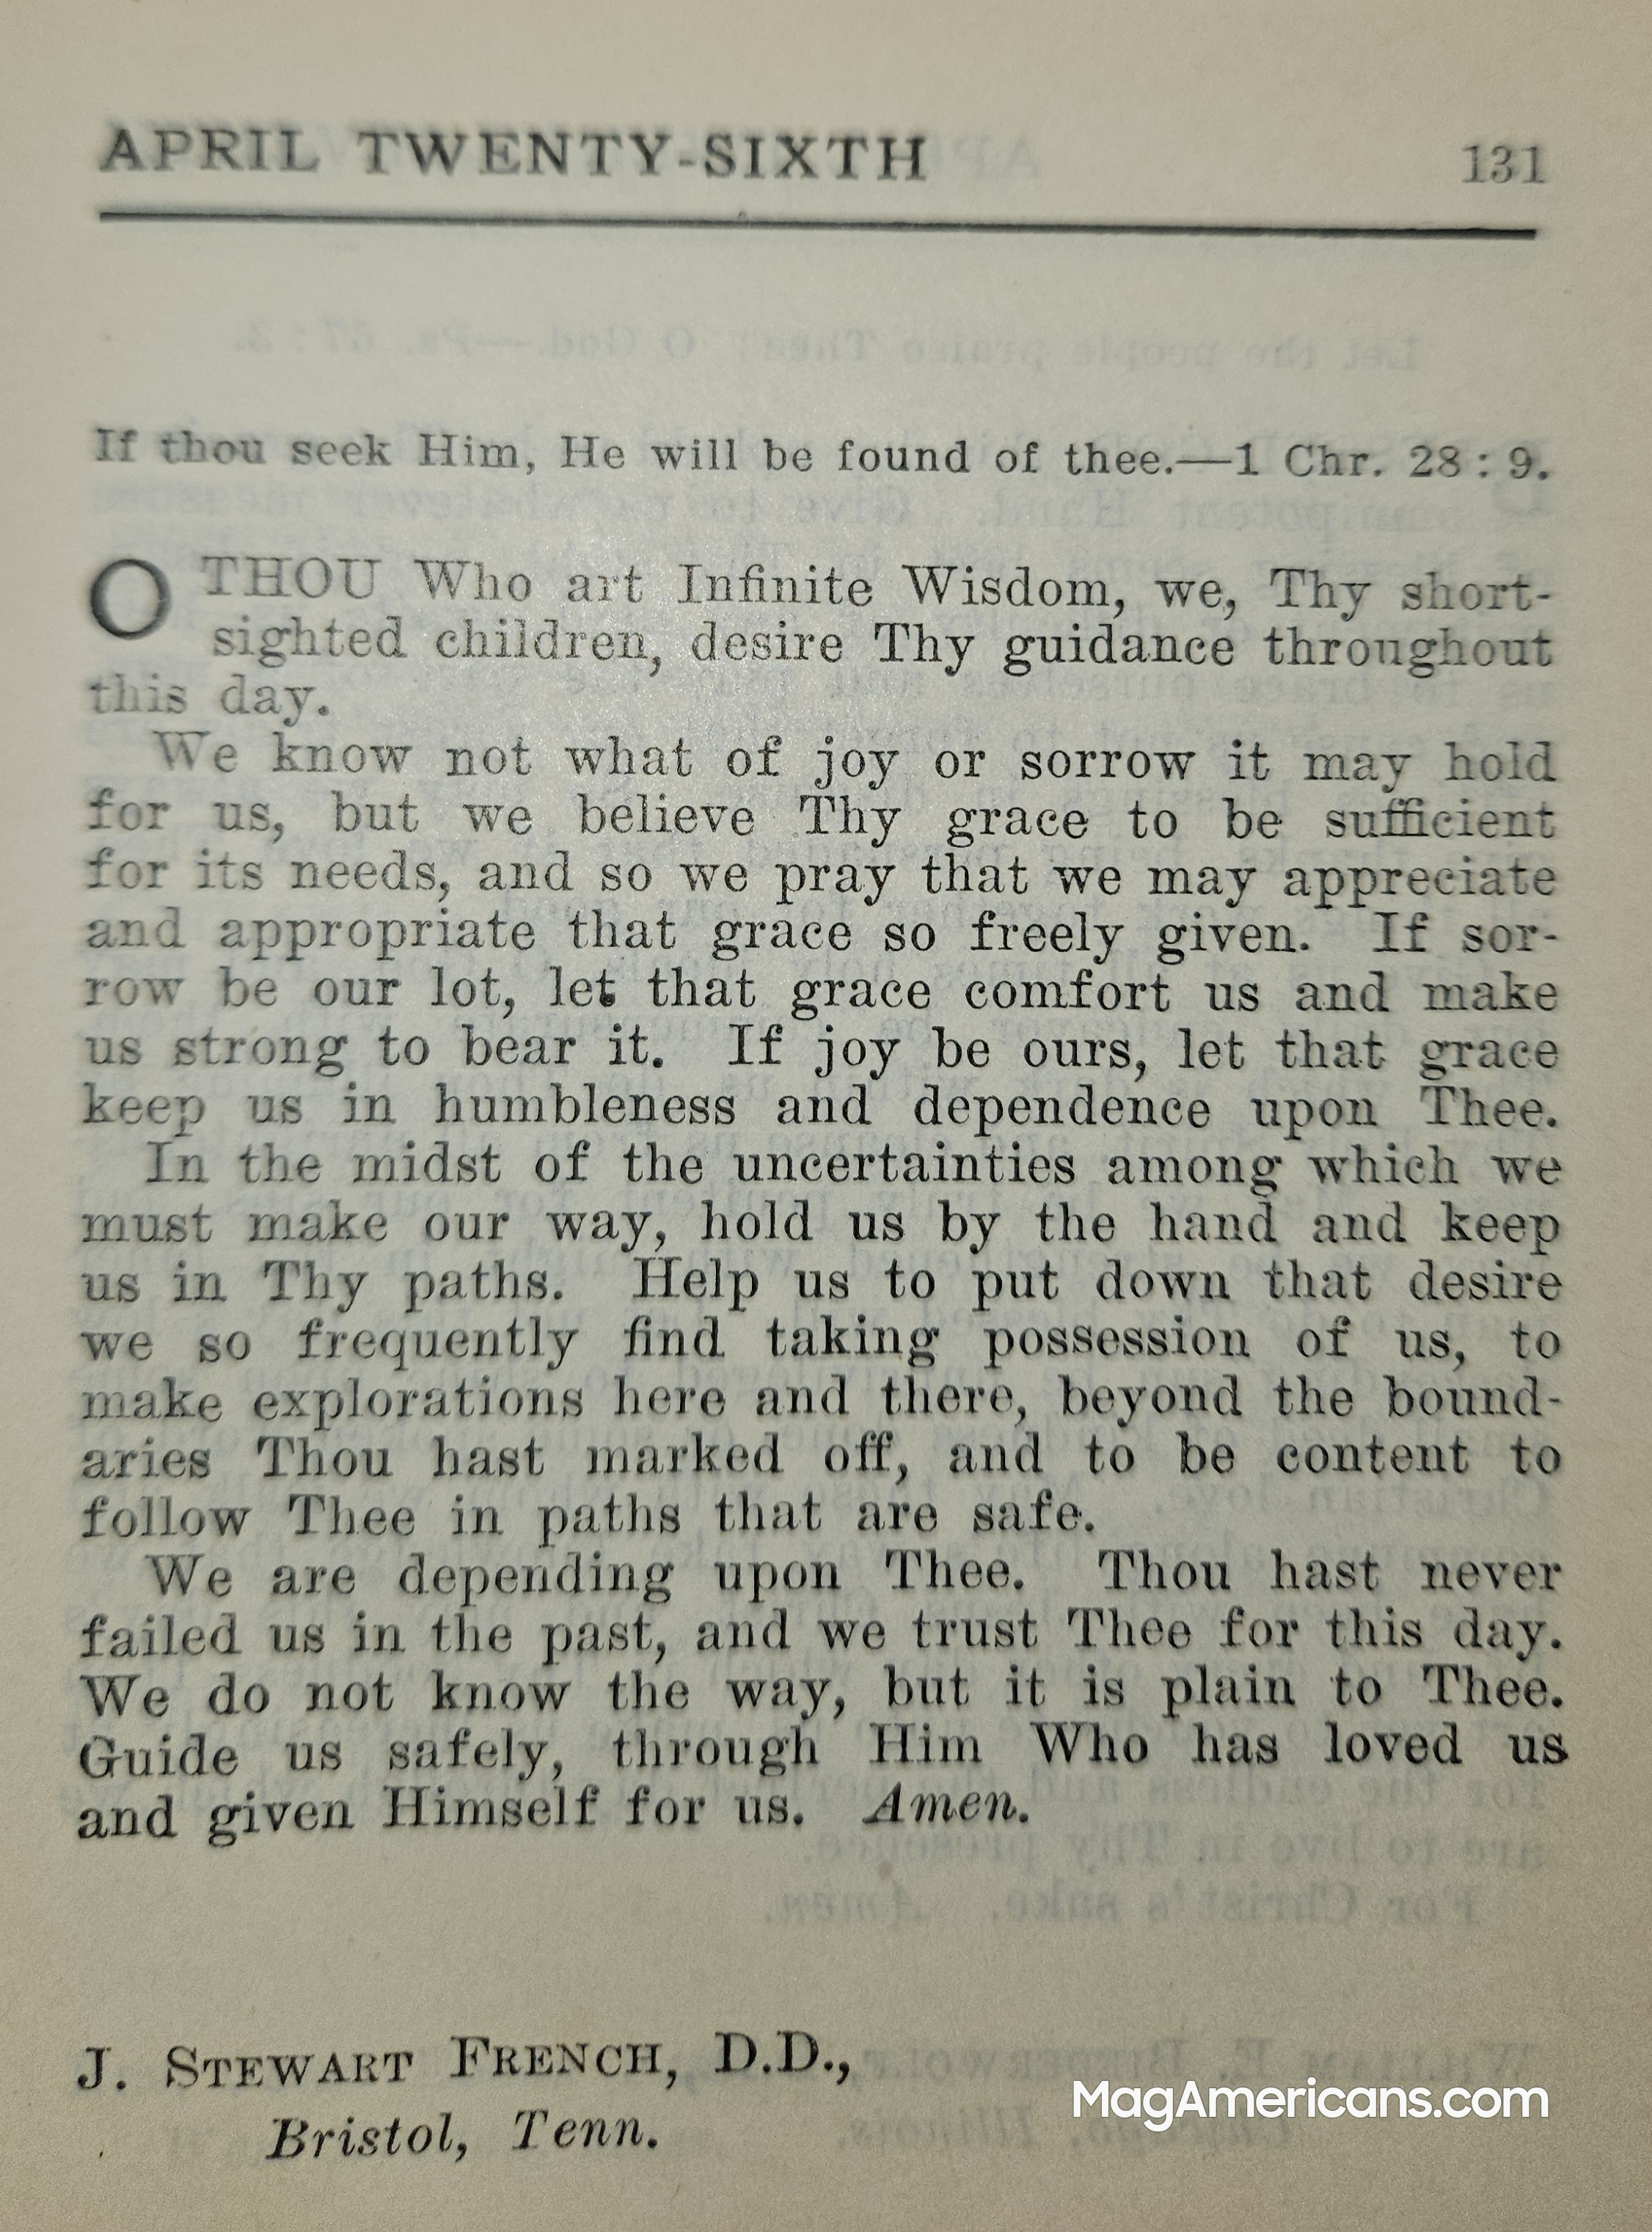 APRIL TWENTY-SIXTH 131
If thou seek Him, He will be found of thee.—1 Chr. 28:9.
O THOU Who art Infinite Wisdom, we, Thy short-
sighted children, desire Thy guidance throughout
this day.
We know not what of joy or sorrow it may hold
for us, but we believe Thy grace to be sufficient
for its needs, and so we pray that we may appreciate
and appropriate that grace so freely given. If sor-
row be our lot, let that grace comfort us and make
us strong to bear it. If joy be ours, let that grace
keep us in humbleness and dependence upon Thee.
In the midst of the uncertainties among which we
must make our way, hold us by the hand and keep
us in Thy paths. Help us to put down that desire
we so frequently find taking possession of us, to
make explorations here and there, beyond the bound-
aries Thou hast marked off, and to be content to
follow Thee in paths that are safe.
We are depending upon Thee. Thou hast never
failed us in the past, and we trust Thee for this day.
We do not know the way, but it is plain to Thee.
Guide us safely, through Him Who has loved us
and given Himself for us. Amen.
J. STEWART FRENCH, D.D.,
Bristol, Tenn.
MagAmericans.com